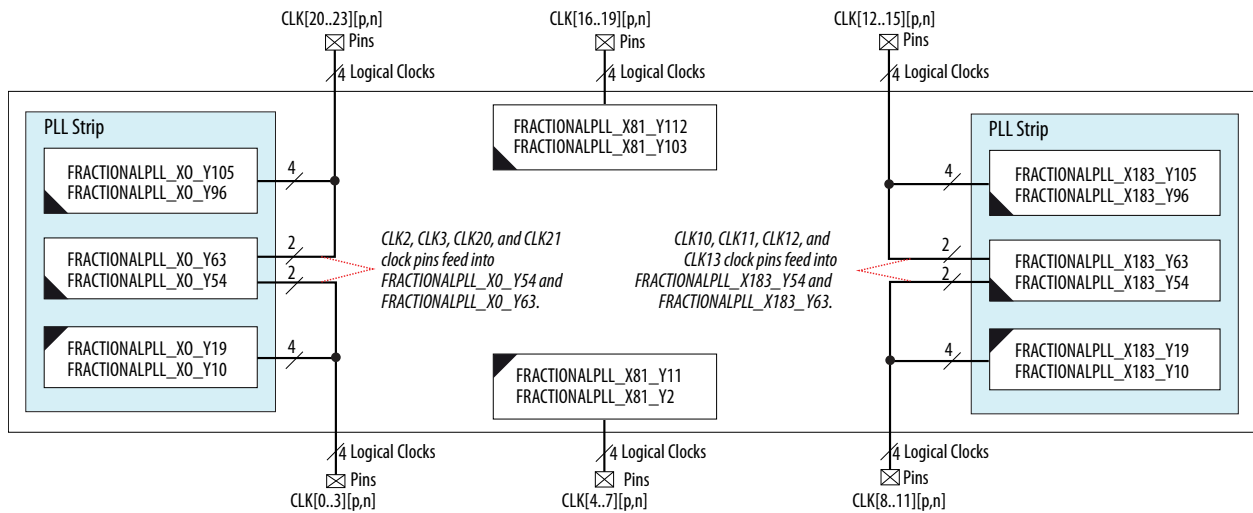 CLK[20..23][p,n]
Pins
4 Logical Clocks
CLK[16..19][p,n]
Pins
4 Logical Clocks
CLK[12..15][p,n]
Pins
4 Logical Clocks
PLL Strip
FRACTIONALPLL_X0_Y105
FRACTIONALPLL_X0_Y96
4
FRACTIONALPLL_X0_Y63
FRACTIONALPLL_X0_Y54
2
2
FRACTIONALPLL_X0_Y19
FRACTIONALPLL_X0_Y10
4
FRACTIONALPLL_X81_Y112
FRACTIONALPLL_X81_Y103
CLK2, CLK3, CLK20, and CLK21
clock pins feed into
FRACTIONALPLL_X0_Y54 and
FRACTIONALPLL_X0_Y63.
CLK10, CLK11, CLK12, and
CLK13 clock pins feed into
FRACTIONALPLL_X183_Y54 and
FRACTIONALPLL_X183_Y63.
FRACTIONALPLL_X81_Y11
FRACTIONALPLL_X81_Y2
PLL Strip
4
FRACTIONALPLL_X183_Y105
FRACTIONALPLL_X183_Y96
2
2
FRACTIONALPLL_X183_Y63
FRACTIONALPLL_X183_Y54
4
FRACTIONALPLL_X183_Y19
FRACTIONALPLL_X183_Y10
4 Logical Clocks
Pins
CLK[0..3][p,n]
4 Logical Clocks
Pins
CLK[4..7][p,n]
4 Logical Clocks
Pins
CLK[8..11][p,n]